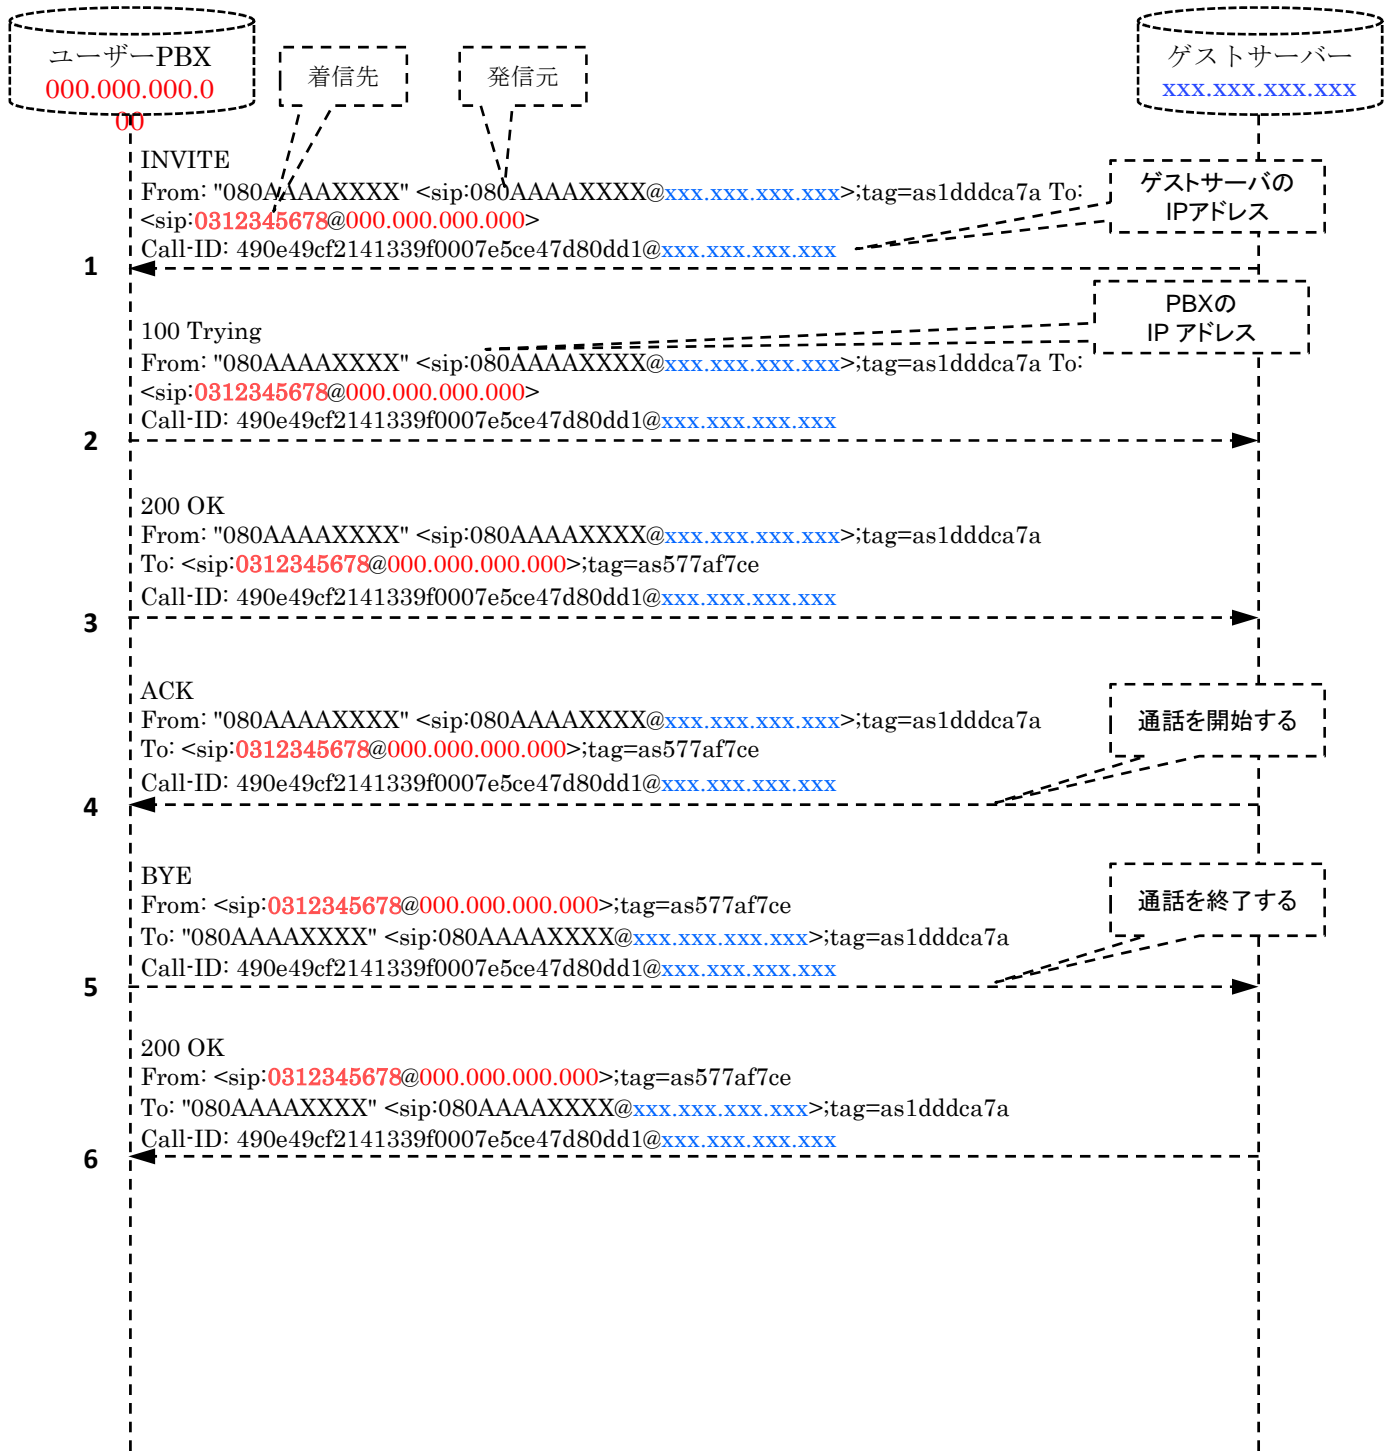 ユーザーPBX
000.000.000.0
00
着信先
発信元
ゲストサーバー
xxx.xxx.xxx.xxx
INVITE
From: "080AAAAXXXX" <sip:080AAAAXXXX@xxx.xxx.xxx.xxx>;tag=as1dddca7a To:
<sip:0312345678@000.000.000.000>
Call-ID: 490e49cf2141339f0007e5ce47d80dd1@xxx.xxx.xxx.xxx
ゲストサーバの
IPアドレス
1
PBXの
IP アドレス
100 Trying
From: "080AAAAXXXX" <sip:080AAAAXXXX@xxx.xxx.xxx.xxx>;tag=as1dddca7a To:
<sip:0312345678@000.000.000.000>
Call-ID: 490e49cf2141339f0007e5ce47d80dd1@xxx.xxx.xxx.xxx
2
200 OK
From: "080AAAAXXXX" <sip:080AAAAXXXX@xxx.xxx.xxx.xxx>;tag=as1dddca7a
To: <sip:0312345678@000.000.000.000>;tag=as577af7ce
Call-ID: 490e49cf2141339f0007e5ce47d80dd1@xxx.xxx.xxx.xxx
3
ACK
From: "080AAAAXXXX" <sip:080AAAAXXXX@xxx.xxx.xxx.xxx>;tag=as1dddca7a
To: <sip:0312345678@000.000.000.000>;tag=as577af7ce
Call-ID: 490e49cf2141339f0007e5ce47d80dd1@xxx.xxx.xxx.xxx
通話を開始する
4
BYE
From: <sip:0312345678@000.000.000.000>;tag=as577af7ce
To: "080AAAAXXXX" <sip:080AAAAXXXX@xxx.xxx.xxx.xxx>;tag=as1dddca7a
Call-ID: 490e49cf2141339f0007e5ce47d80dd1@xxx.xxx.xxx.xxx
通話を終了する
5
200 OK
From: <sip:0312345678@000.000.000.000>;tag=as577af7ce
To: "080AAAAXXXX" <sip:080AAAAXXXX@xxx.xxx.xxx.xxx>;tag=as1dddca7a
Call-ID: 490e49cf2141339f0007e5ce47d80dd1@xxx.xxx.xxx.xxx
6